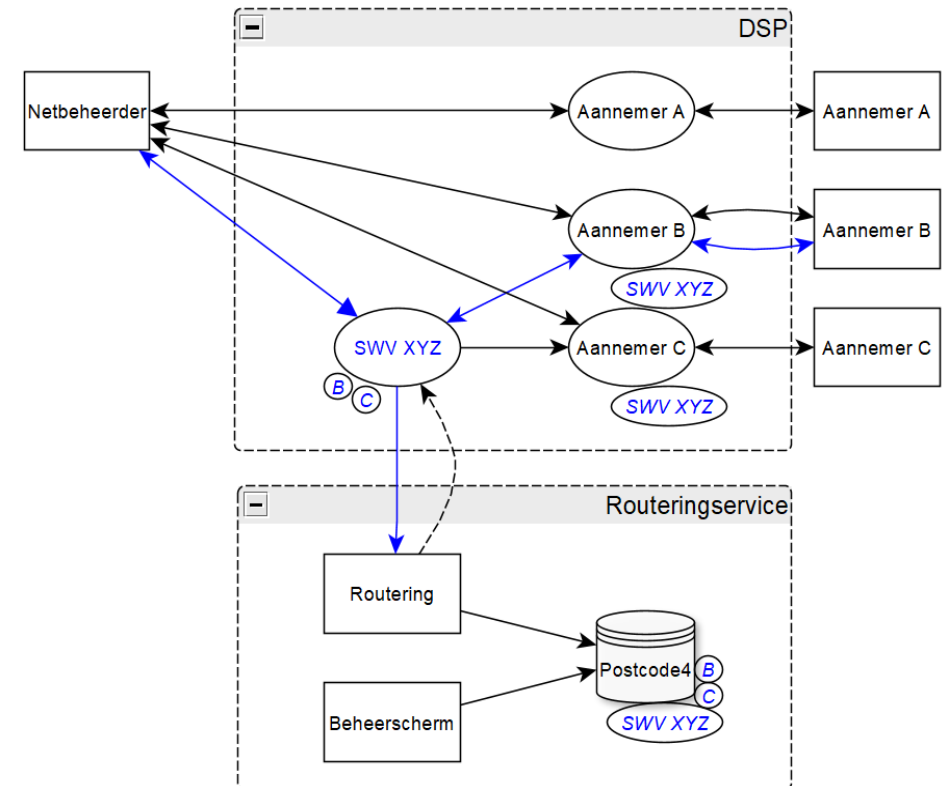 DSP
Netbeheerder
Aannemer A
Aannemer A
Aannemer B
Aannemer B
SWV XYZ
SWV XYZ
Aannemer C
Aannemer C
B
C
SWV XYZ
Routeringservice
Routering
Postcode4
B
C
SWV XYZ
Beheerscherm